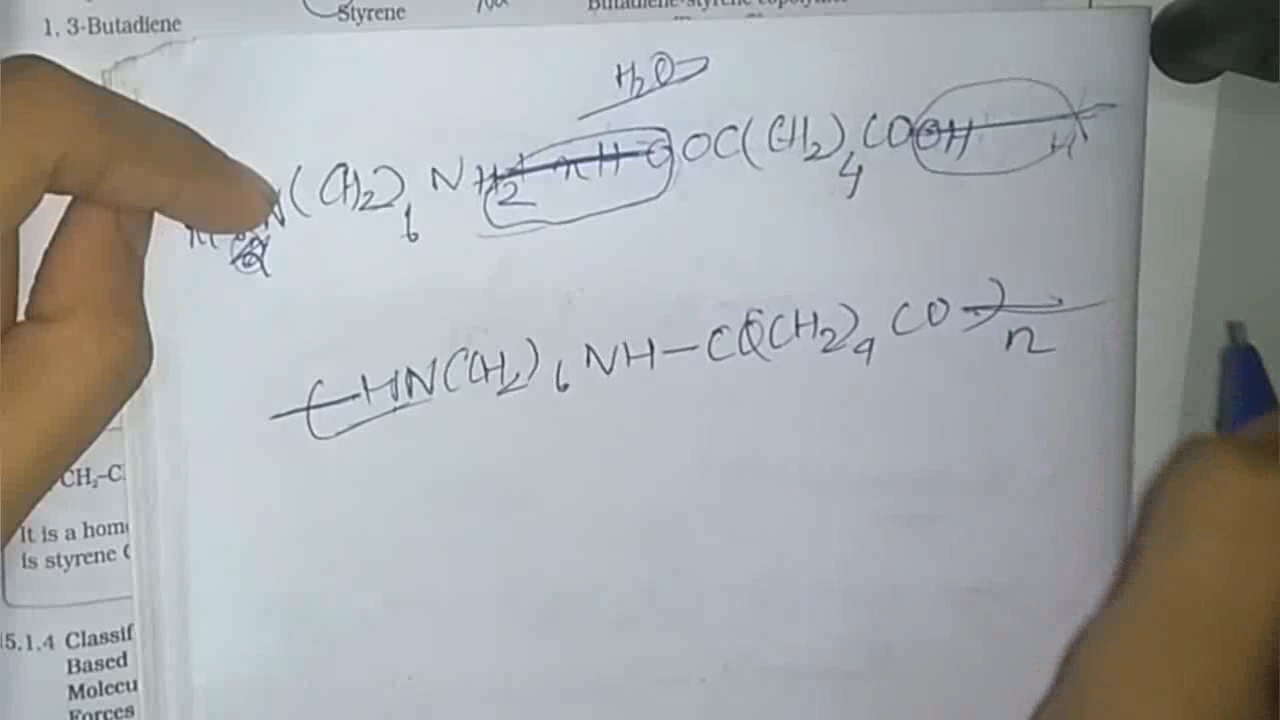 1, 3-Butadiene
Styrene
H₂O
N(CH₂)₆ NH₂ + nHOOC(CH₂)₄ COOH
H
(HN(CH₂)₆ NH–CO(CH₂)₄ CO)n
CH₂–C
It is a hom
is styrene
5.1.4 Classif
Based
Molecu
Forces